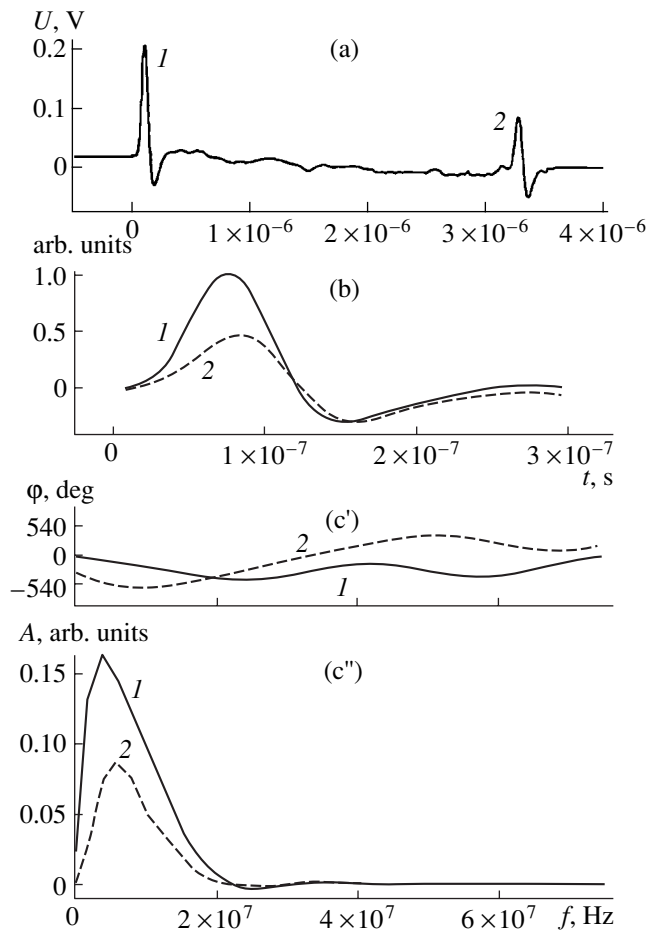 U, V
0.2
1
(a)
0.1
2
0
0 1 × 10⁻⁶ 2 × 10⁻⁶ 3 × 10⁻⁶ 4 × 10⁻⁶
arb. units
1.0
(b)
1
0.5
2
0
0 1 × 10⁻⁷ 2 × 10⁻⁷ 3 × 10⁻⁷
t, s
φ, deg
540
(c')
2
0
−540
1
A, arb. units
(c'')
0.15
1
0.10
2
0.05
0
0 2 × 10⁷ 4 × 10⁷ 6 × 10⁷ f, Hz